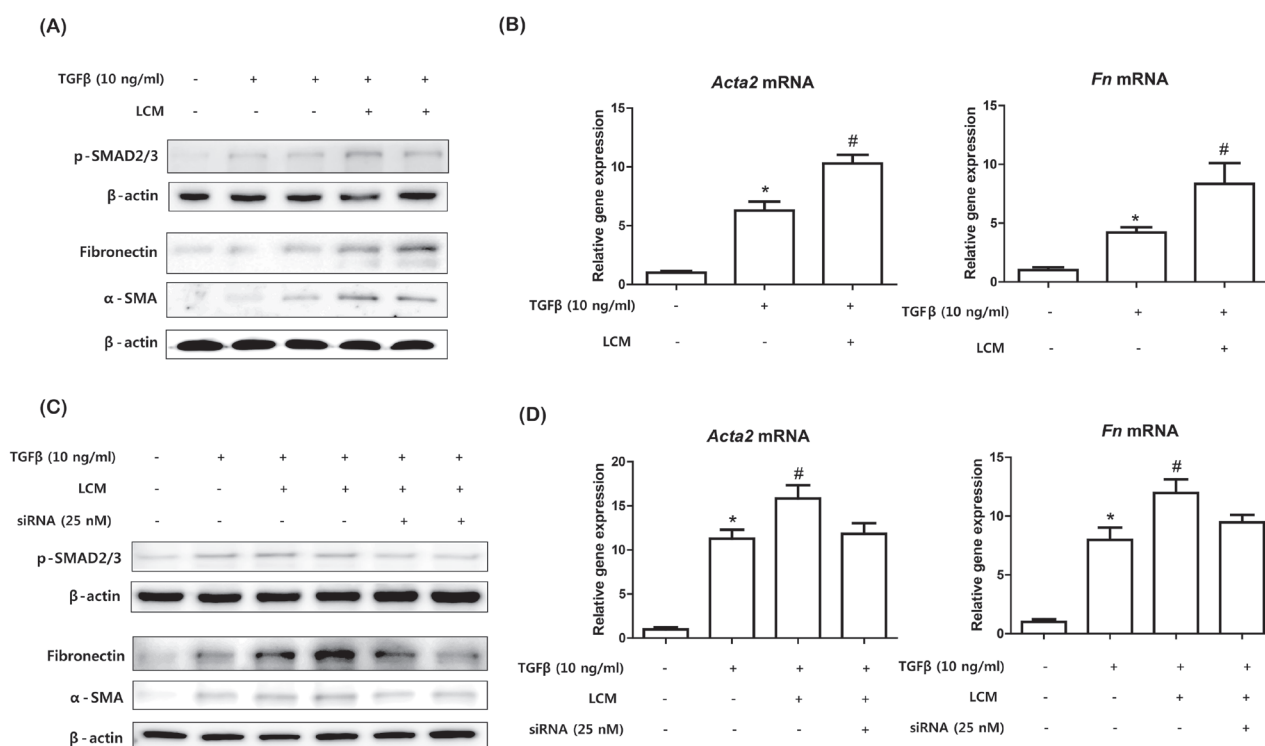 (A)
TGFβ (10 ng/ml) - + + + +
LCM - - - + +
p-SMAD2/3
β-actin
Fibronectin
α-SMA
β-actin
(B)
Acta2 mRNA
Relative gene expression
15
10
5
0
*
#
TGFβ (10 ng/ml) - + +
LCM - - +
Fn mRNA
Relative gene expression
15
10
5
0
*
#
TGFβ (10 ng/ml) - + +
LCM - - +
(C)
TGFβ (10 ng/ml) - + + + + +
LCM - - + + + +
siRNA (25 nM) - - - - + +
p-SMAD2/3
β-actin
Fibronectin
α-SMA
β-actin
(D)
Acta2 mRNA
Relative gene expression
20
15
10
5
0
*
#
TGFβ (10 ng/ml) - + + +
LCM - - + +
siRNA (25 nM) - - - +
Fn mRNA
Relative gene expression
15
10
5
0
*
#
TGFβ (10 ng/ml) - + + +
LCM - - + +
siRNA (25 nM) - - - +